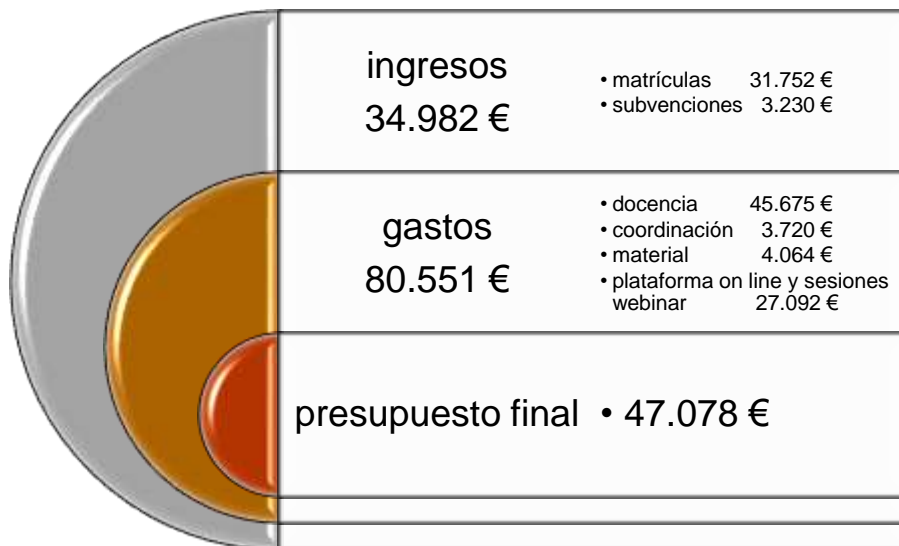 ingresos
34.982 €
• matrículas 31.752 €
• subvenciones 3.230 €
gastos
80.551 €
• docencia 45.675 €
• coordinación 3.720 €
• material 4.064 €
• plataforma on line y sesiones
webinar 27.092 €
presupuesto final • 47.078 €